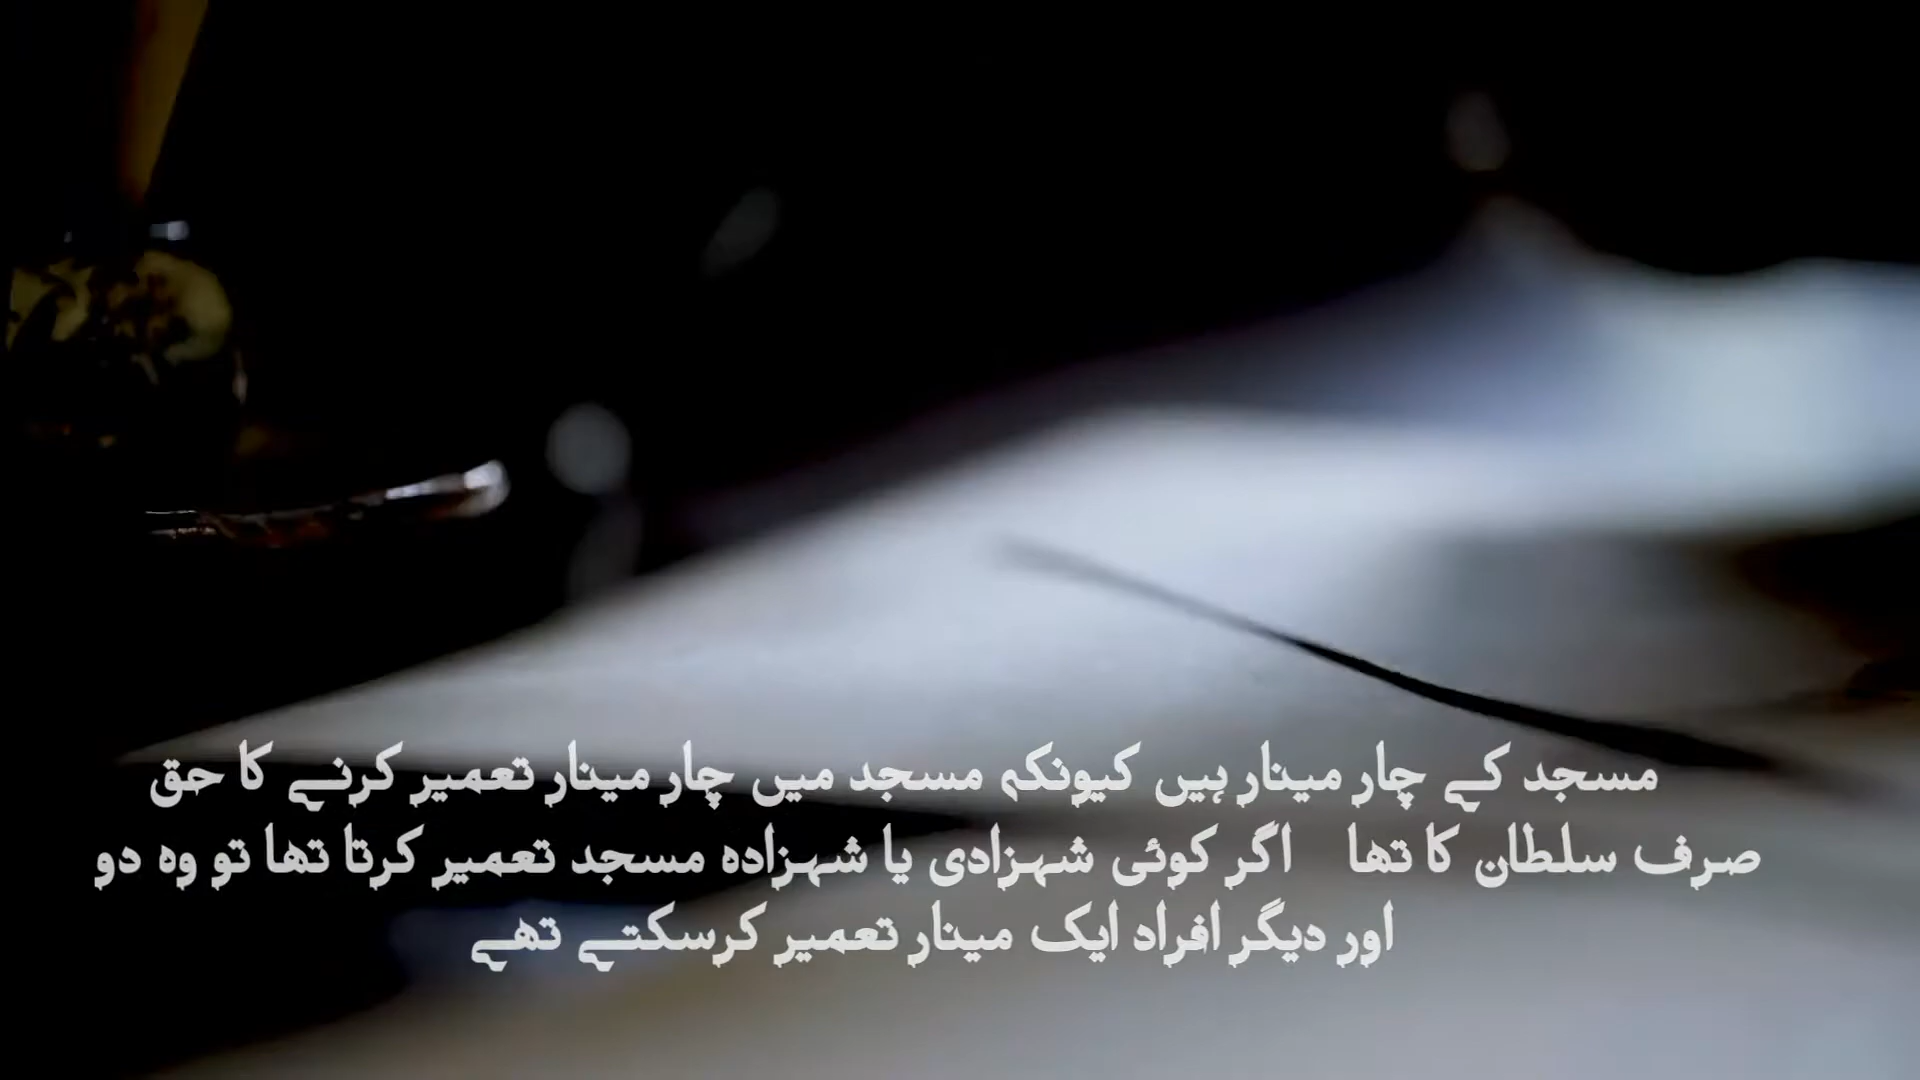 مسجد کے چار مینار ہیں کیونکہ مسجد میں چار مینار تعمیر کرنے کا حق
صرف سلطان کا تھا اگر کوئی شہزادی یا شہزادہ مسجد تعمیر کرتا تھا تو وہ دو
اور دیگر افراد ایک مینار تعمیر کرسکتے تھے